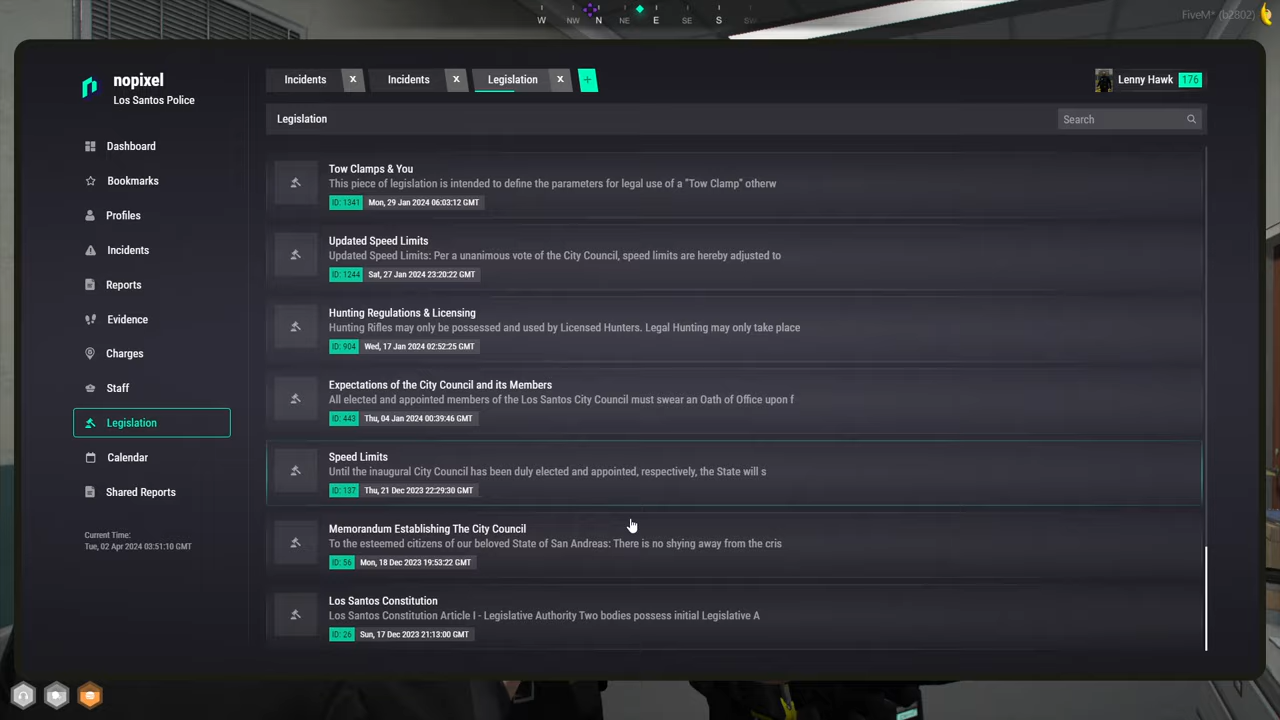 W NW N NE E SE S SW
FiveM* (b2802)
nopixel
Los Santos Police
Incidents x Incidents x Legislation x +
Lenny Hawk 176
Legislation
Search
Dashboard
Bookmarks
Profiles
Incidents
Reports
Evidence
Charges
Staff
Legislation
Calendar
Shared Reports
Current Time:
Tue, 02 Apr 2024 03:51:10 GMT
Tow Clamps & You
This piece of legislation is intended to define the parameters for legal use of a "Tow Clamp" otherw
ID: 1341 Mon, 29 Jan 2024 06:03:12 GMT
Updated Speed Limits
Updated Speed Limits: Per a unanimous vote of the City Council, speed limits are hereby adjusted to
ID: 1244 Sat, 27 Jan 2024 23:20:22 GMT
Hunting Regulations & Licensing
Hunting Rifles may only be possessed and used by Licensed Hunters. Legal Hunting may only take place
ID: 904 Wed, 17 Jan 2024 02:52:25 GMT
Expectations of the City Council and its Members
All elected and appointed members of the Los Santos City Council must swear an Oath of Office upon f
ID: 443 Thu, 04 Jan 2024 00:39:46 GMT
Speed Limits
Until the inaugural City Council has been duly elected and appointed, respectively, the State will s
ID: 137 Thu, 21 Dec 2023 22:29:30 GMT
Memorandum Establishing The City Council
To the esteemed citizens of our beloved State of San Andreas: There is no shying away from the cris
ID: 56 Mon, 18 Dec 2023 19:53:22 GMT
Los Santos Constitution
Los Santos Constitution Article I - Legislative Authority Two bodies possess initial Legislative A
ID: 26 Sun, 17 Dec 2023 21:13:00 GMT